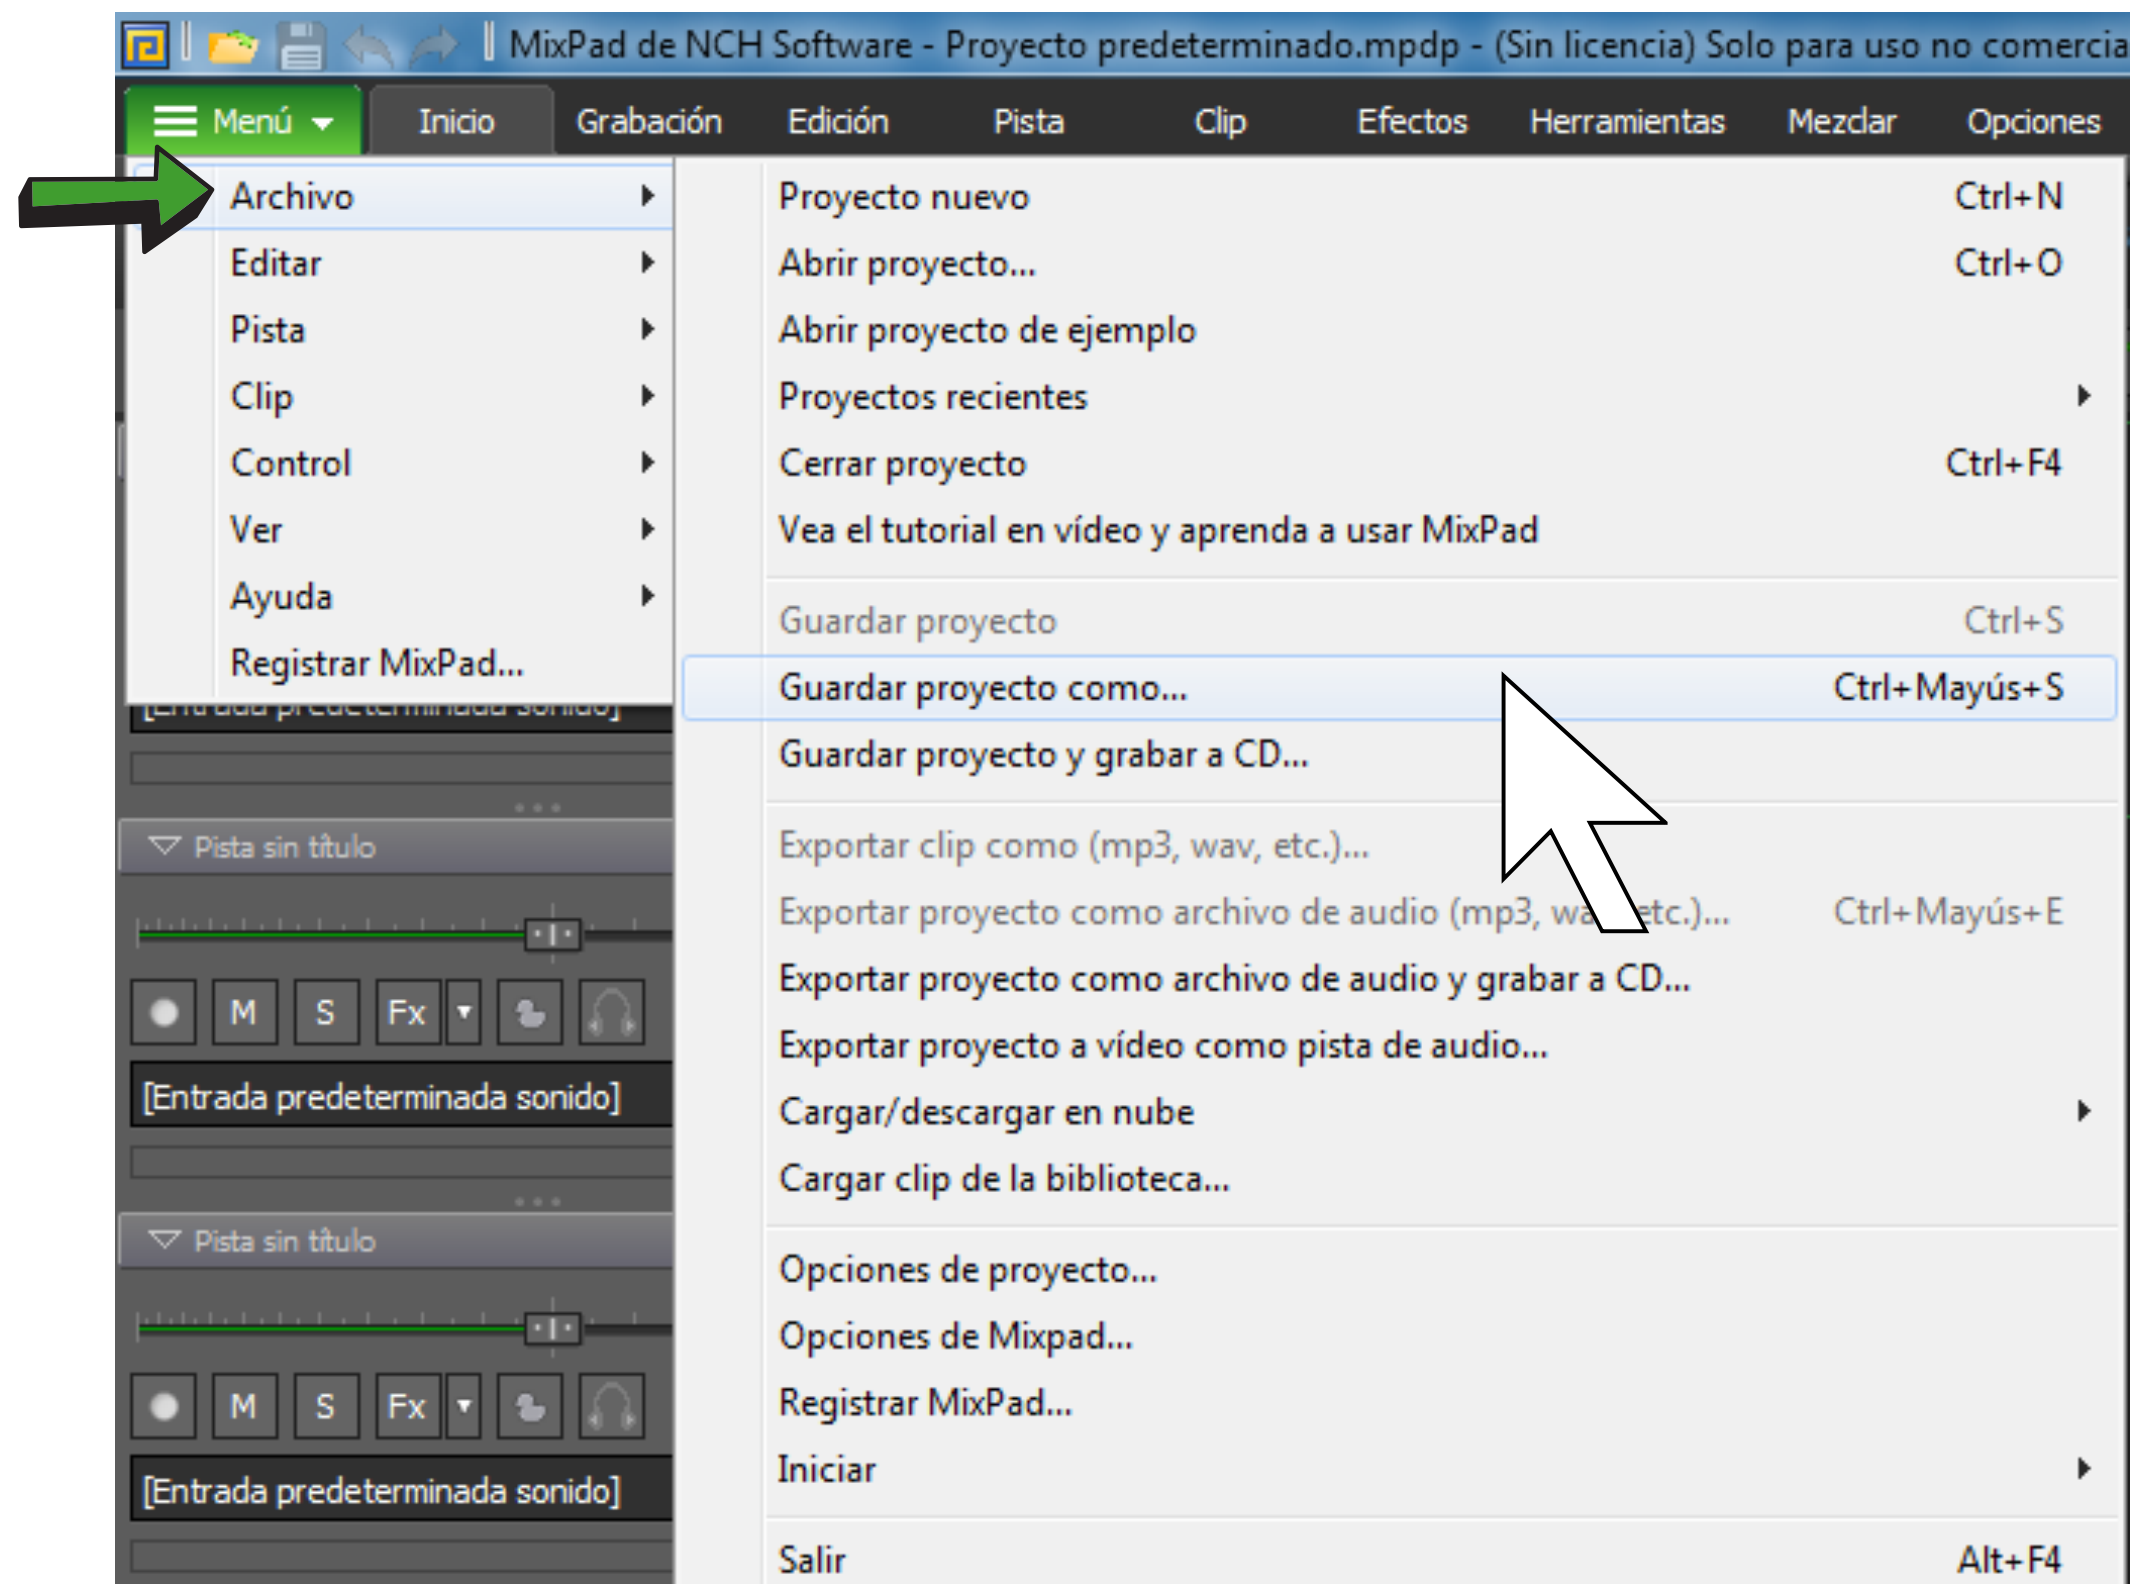 MixPad de NCH Software - Proyecto predeterminado.mpdp - (Sin licencia) Solo para uso no comercia
Menú Inicio Grabación Edición Pista Clip Efectos Herramientas Mezclar Opciones
Archivo
Editar
Pista
Clip
Control
Ver
Ayuda
Registrar MixPad...
Proyecto nuevo Ctrl+N
Abrir proyecto... Ctrl+O
Abrir proyecto de ejemplo
Proyectos recientes
Cerrar proyecto Ctrl+F4
Vea el tutorial en vídeo y aprenda a usar MixPad
Guardar proyecto Ctrl+S
Guardar proyecto como... Ctrl+Mayús+S
Guardar proyecto y grabar a CD...
Exportar clip como (mp3, wav, etc.)...
Exportar proyecto como archivo de audio (mp3, wav, etc.)... Ctrl+Mayús+E
Exportar proyecto como archivo de audio y grabar a CD...
Exportar proyecto a vídeo como pista de audio...
Cargar/descargar en nube
Cargar clip de la biblioteca...
Opciones de proyecto...
Opciones de Mixpad...
Registrar MixPad...
Iniciar
Salir Alt+F4
[Entrada predeterminada sonido]
Pista sin título
M S Fx
[Entrada predeterminada sonido]
Pista sin título
M S Fx
[Entrada predeterminada sonido]